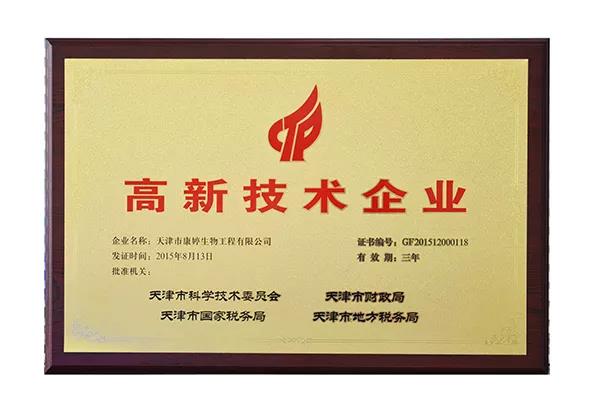 CTP
高新技术企业
企业名称：天津市康婷生物工程有限公司
证书编号：GF201512000118
发证时间：2015年8月13日
有效期：三年
批准机关：
天津市科学技术委员会 天津市财政局
天津市国家税务局 天津市地方税务局